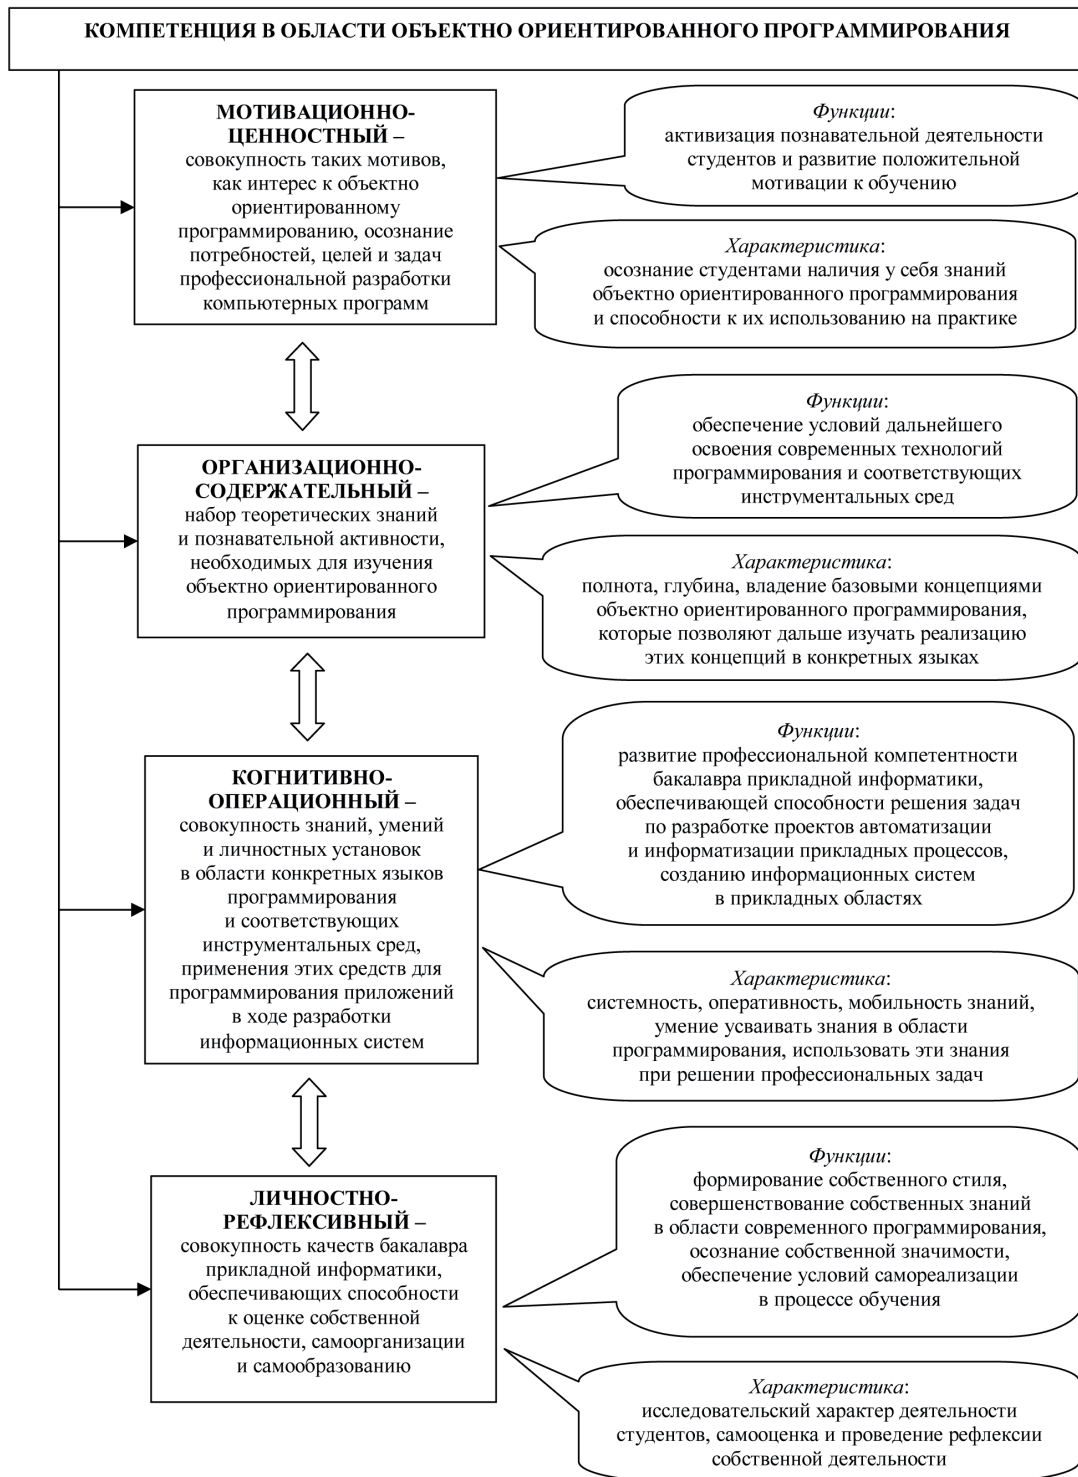 КОМПЕТЕНЦИЯ В ОБЛАСТИ ОБЪЕКТНО ОРИЕНТИРОВАННОГО ПРОГРАММИРОВАНИЯ
МОТИВАЦИОННО-
ЦЕННОСТНЫЙ –
совокупность таких мотивов,
как интерес к объектно
ориентированному
программированию, осознание
потребностей, целей и задач
профессиональной разработки
компьютерных программ
Функции:
активизация познавательной деятельности
студентов и развитие положительной
мотивации к обучению
Характеристика:
осознание студентами наличия у себя знаний
объектно ориентированного программирования
и способности к их использованию на практике
ОРГАНИЗАЦИОННО-
СОДЕРЖАТЕЛЬНЫЙ –
набор теоретических знаний
и познавательной активности,
необходимых для изучения
объектно ориентированного
программирования
Функции:
обеспечение условий дальнейшего
освоения современных технологий
программирования и соответствующих
инструментальных сред
Характеристика:
полнота, глубина, владение базовыми концепциями
объектно ориентированного программирования,
которые позволяют дальше изучать реализацию
этих концепций в конкретных языках
КОГНИТИВНО-
ОПЕРАЦИОННЫЙ –
совокупность знаний, умений
и личностных установок
в области конкретных языков
программирования
и соответствующих
инструментальных сред,
применения этих средств для
программирования приложений
в ходе разработки
информационных систем
Функции:
развитие профессиональной компетентности
бакалавра прикладной информатики,
обеспечивающей способности решения задач
по разработке проектов автоматизации
и информатизации прикладных процессов,
созданию информационных систем
в прикладных областях
Характеристика:
системность, оперативность, мобильность знаний,
умение усваивать знания в области
программирования, использовать эти знания
при решении профессиональных задач
ЛИЧНОСТНО-
РЕФЛЕКСИВНЫЙ –
совокупность качеств бакалавра
прикладной информатики,
обеспечивающих способности
к оценке собственной
деятельности, самоорганизации
и самообразованию
Функции:
формирование собственного стиля,
совершенствование собственных знаний
в области современного программирования,
осознание собственной значимости,
обеспечение условий самореализации
в процессе обучения
Характеристика:
исследовательский характер деятельности
студентов, самооценка и проведение рефлексии
собственной деятельности